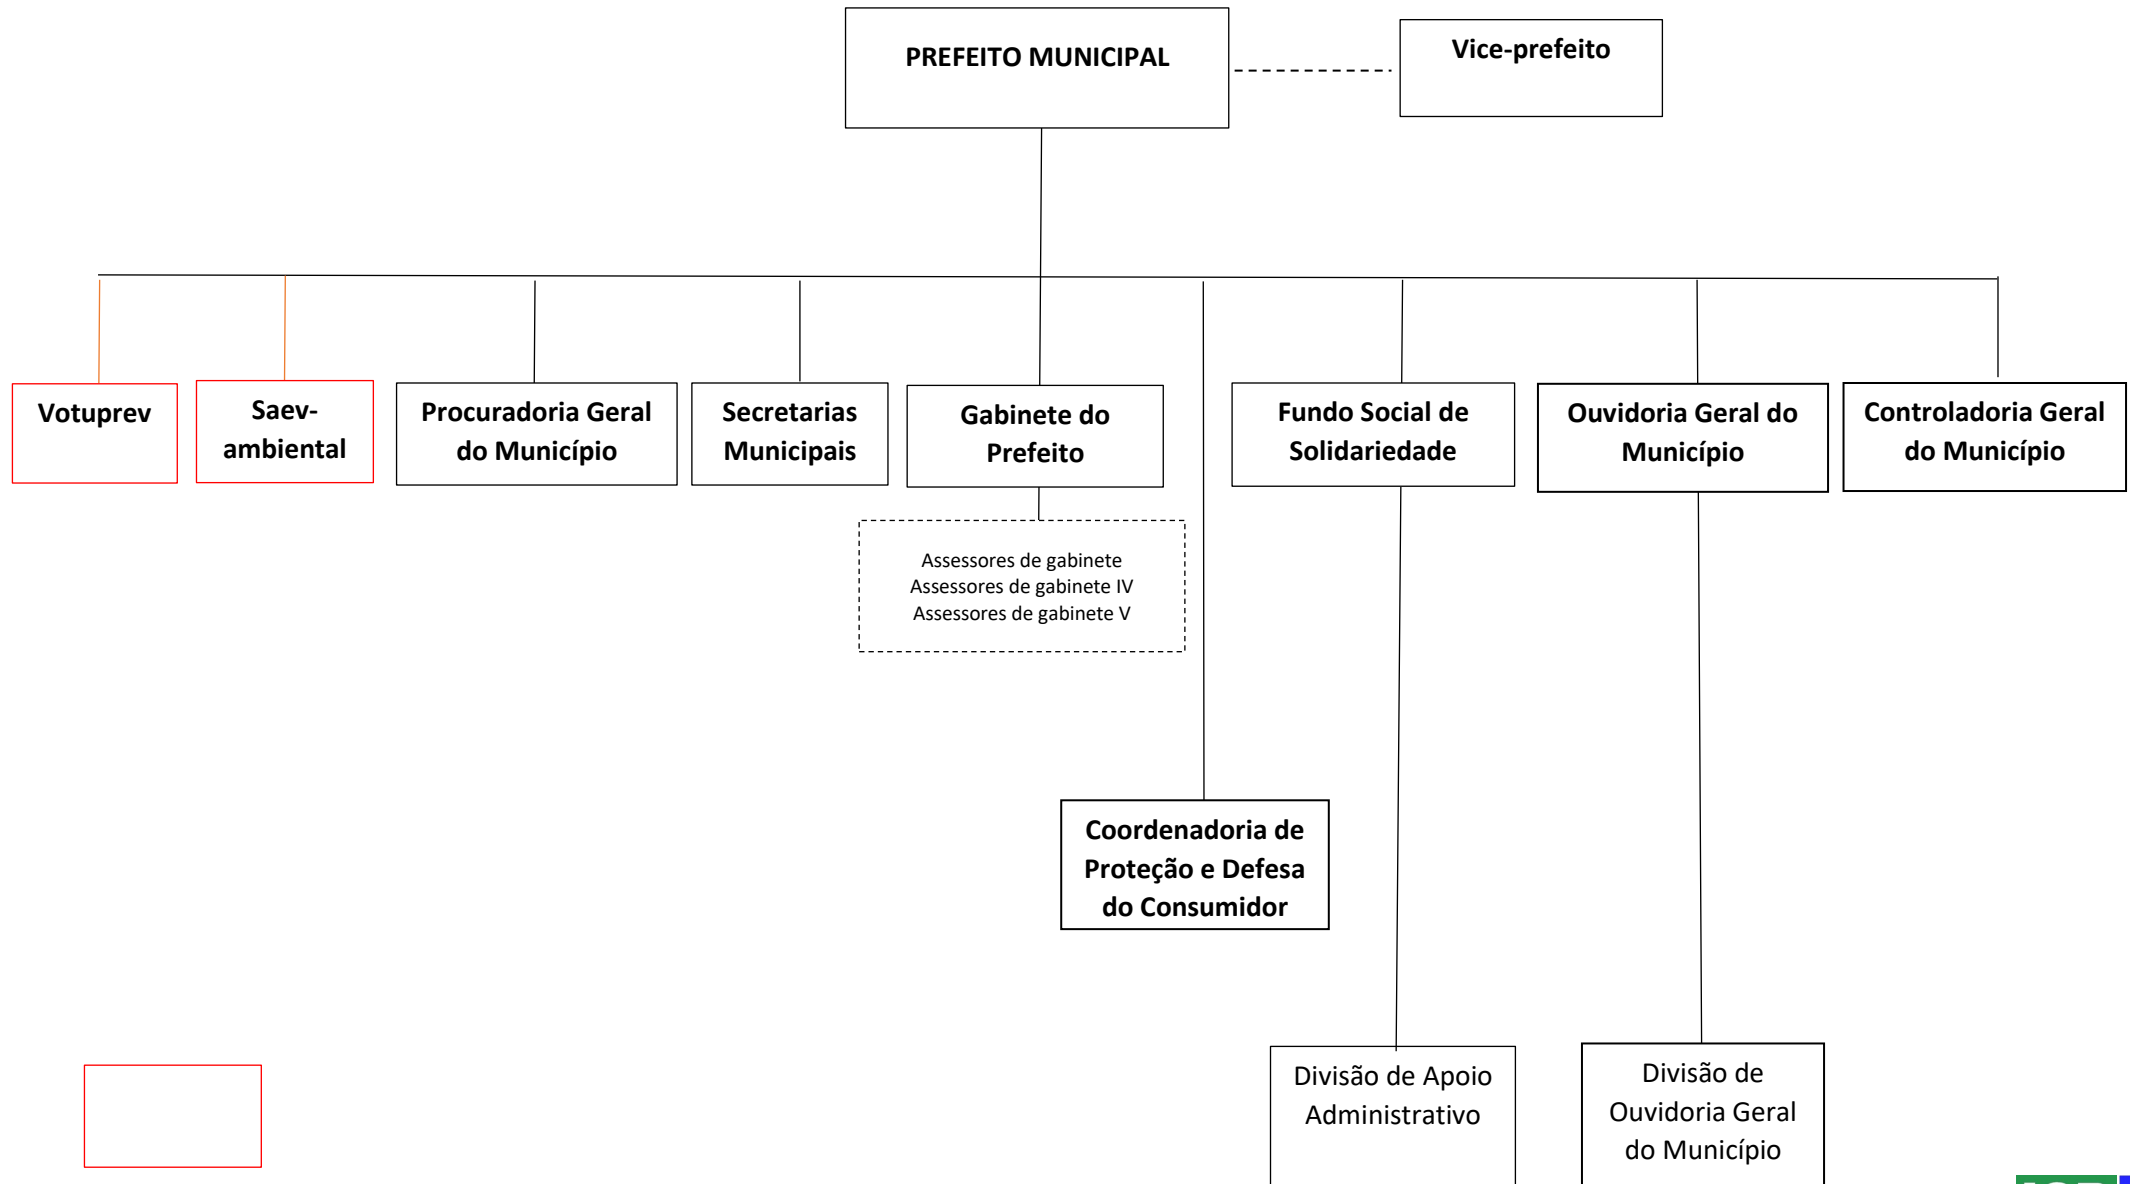 PREFEITO MUNICIPAL
Vice-prefeito
Votuprev
Saev-
ambiental
Procuradoria Geral
do Município
Secretarias
Municipais
Gabinete do
Prefeito
Fundo Social de
Solidariedade
Ouvidoria Geral do
Município
Controladoria Geral
do Município
Assessores de gabinete
Assessores de gabinete IV
Assessores de gabinete V
Coordenadoria de
Proteção e Defesa
do Consumidor
Divisão de Apoio
Administrativo
Divisão de
Ouvidoria Geral
do Município